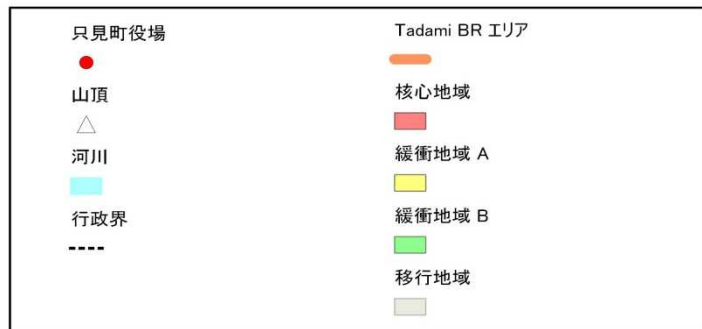 只見町役場
山頂
河川
行政界
Tadami BR エリア
核心地域
緩衝地域 A
緩衝地域 B
移行地域